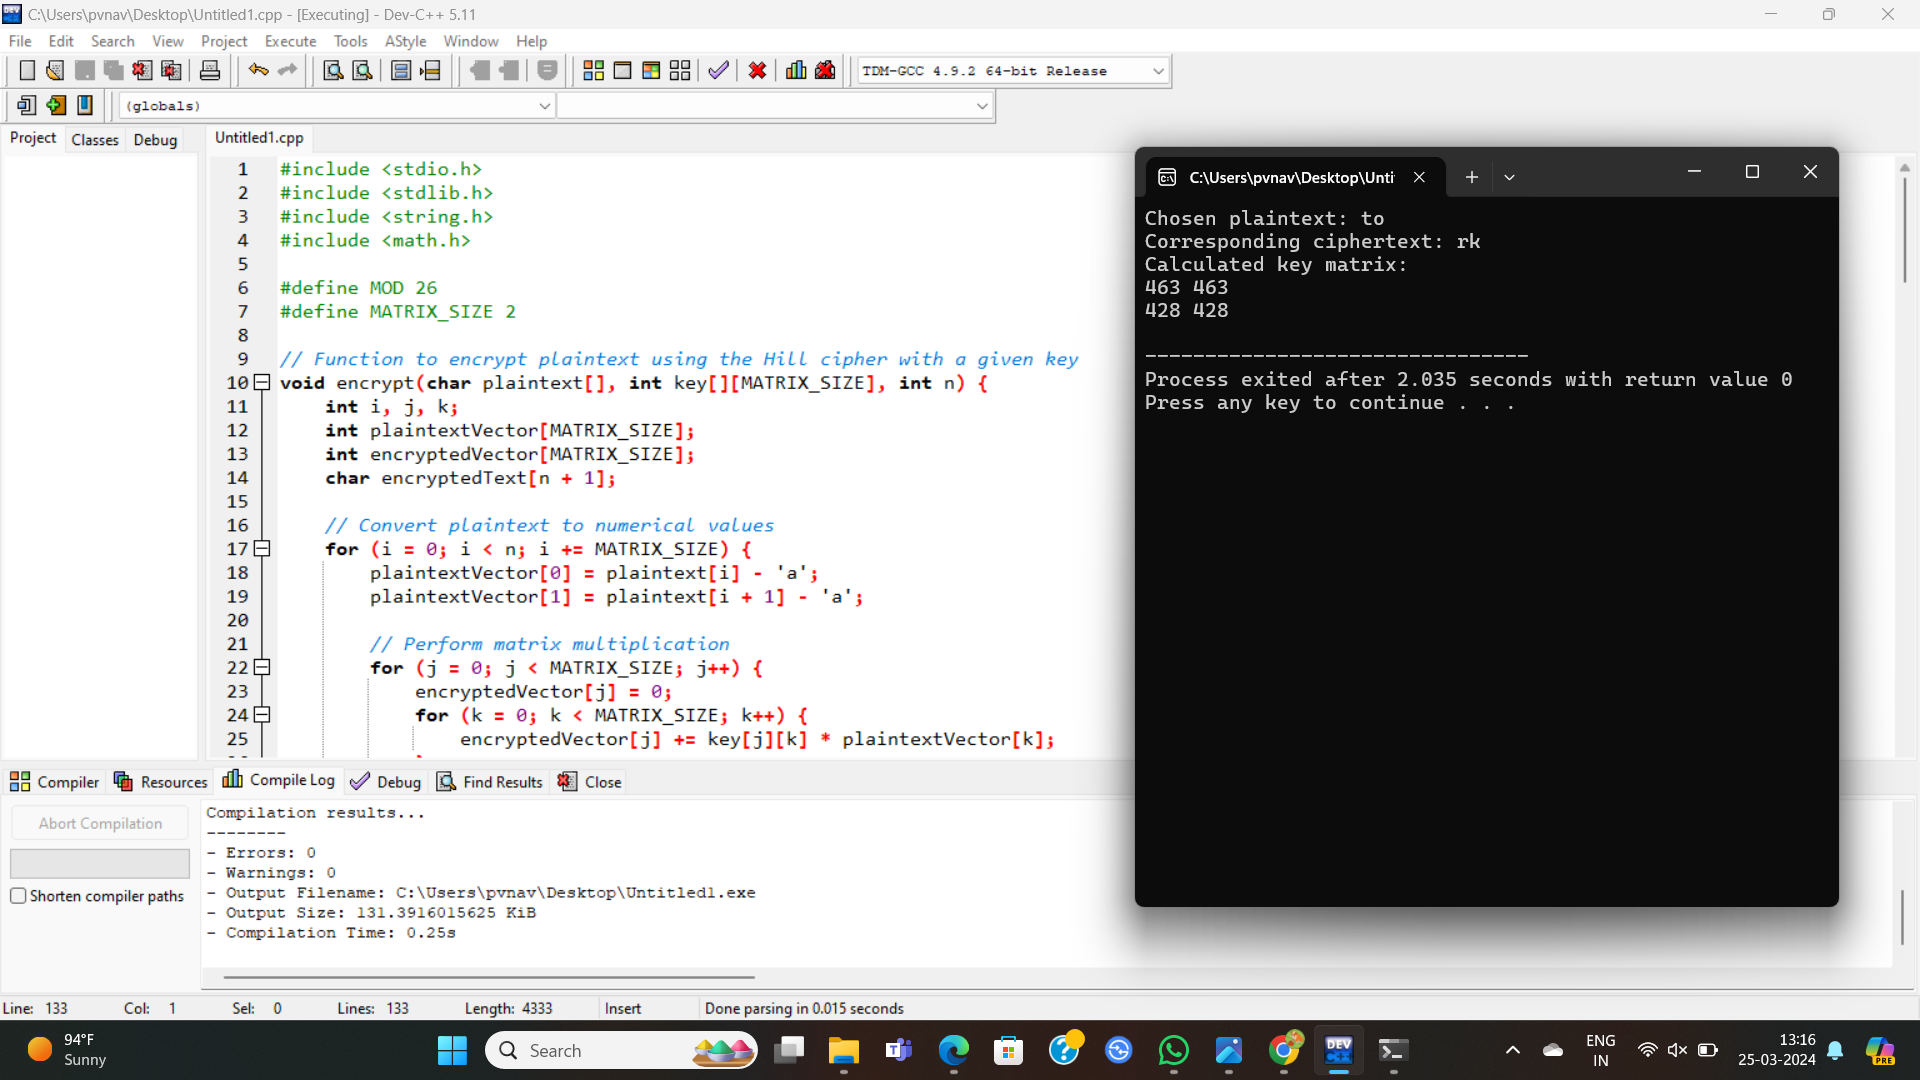 C:\Users\pvnav\Desktop\Untitled1.cpp - [Executing] - Dev-C++ 5.11
File Edit Search View Project Execute Tools AStyle Window Help
TDM-GCC 4.9.2 64-bit Release
(globals)
Project Classes Debug
Untitled1.cpp
1 #include <stdio.h>
2 #include <stdlib.h>
3 #include <string.h>
4 #include <math.h>
5
6 #define MOD 26
7 #define MATRIX_SIZE 2
8
9 // Function to encrypt plaintext using the Hill cipher with a given key
10 void encrypt(char plaintext[], int key[][MATRIX_SIZE], int n) {
11 int i, j, k;
12 int plaintextVector[MATRIX_SIZE];
13 int encryptedVector[MATRIX_SIZE];
14 char encryptedText[n + 1];
15
16 // Convert plaintext to numerical values
17 for (i = 0; i < n; i += MATRIX_SIZE) {
18 plaintextVector[0] = plaintext[i] - 'a';
19 plaintextVector[1] = plaintext[i + 1] - 'a';
20
21 // Perform matrix multiplication
22 for (j = 0; j < MATRIX_SIZE; j++) {
23 encryptedVector[j] = 0;
24 for (k = 0; k < MATRIX_SIZE; k++) {
25 encryptedVector[j] += key[j][k] * plaintextVector[k];
C:\Users\pvnav\Desktop\Unti
Chosen plaintext: to
Corresponding ciphertext: rk
Calculated key matrix:
463 463
428 428
--------------------------------
Process exited after 2.035 seconds with return value 0
Press any key to continue . . .
Compiler Resources Compile Log Debug Find Results Close
Abort Compilation
Shorten compiler paths
Compilation results...
--------
- Errors: 0
- Warnings: 0
- Output Filename: C:\Users\pvnav\Desktop\Untitled1.exe
- Output Size: 131.3916015625 KiB
- Compilation Time: 0.25s
Line: 133 Col: 1 Sel: 0 Lines: 133 Length: 4333 Insert Done parsing in 0.015 seconds
94°F
Sunny
Search
DEV
C++
ENG
IN
13:16
25-03-2024
PRE